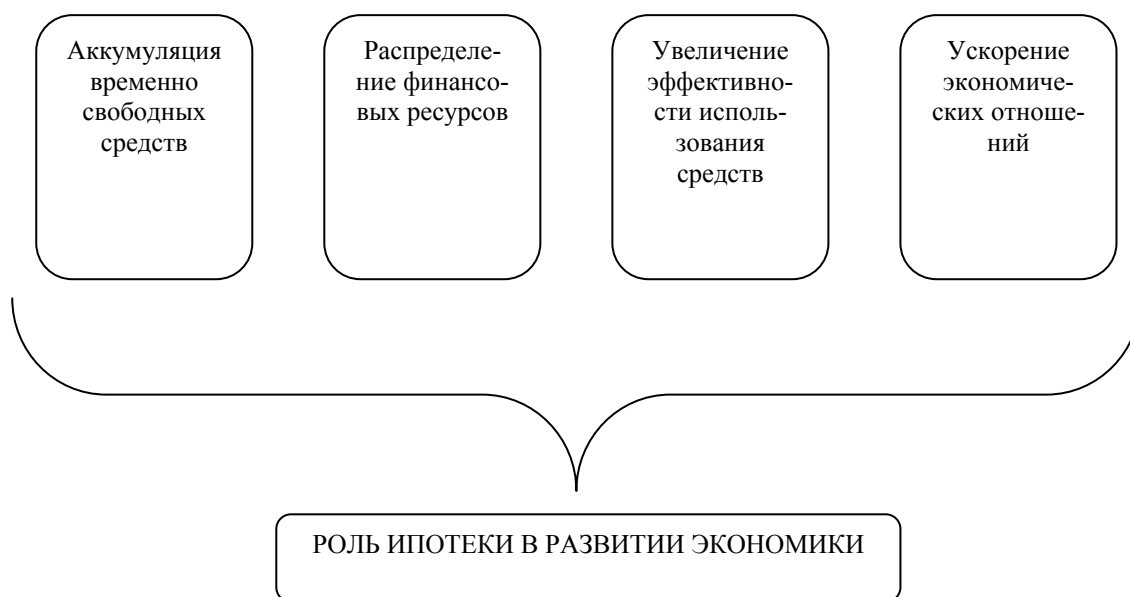 Аккумуляция
временно
свободных
средств
Распределе-
ние финансо-
вых ресурсов
Увеличение
эффективно-
сти исполь-
зования
средств
Ускорение
экономиче-
ских отноше-
ний
РОЛЬ ИПОТЕКИ В РАЗВИТИИ ЭКОНОМИКИ